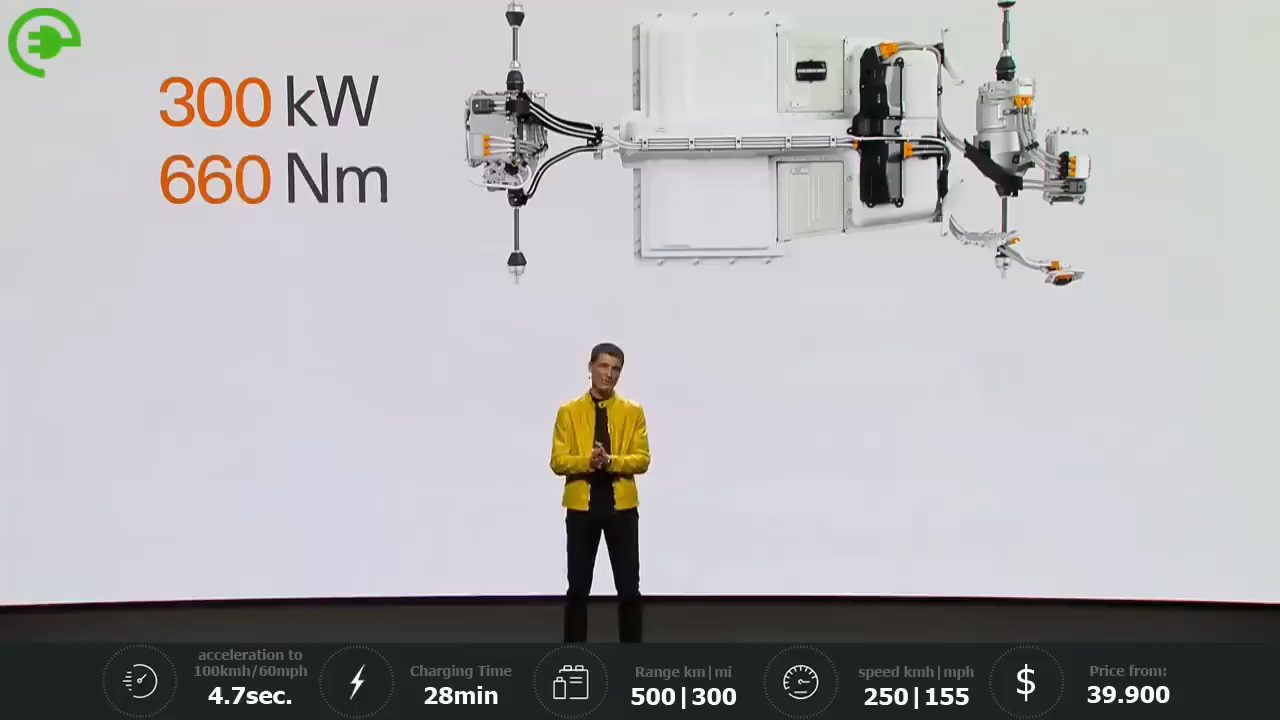 300 kW
660 Nm
acceleration to
100kmh/60mph
4.7sec.
Charging Time
28min
Range km|mi
500|300
speed kmh|mph
250|155
$
Price from:
39.900